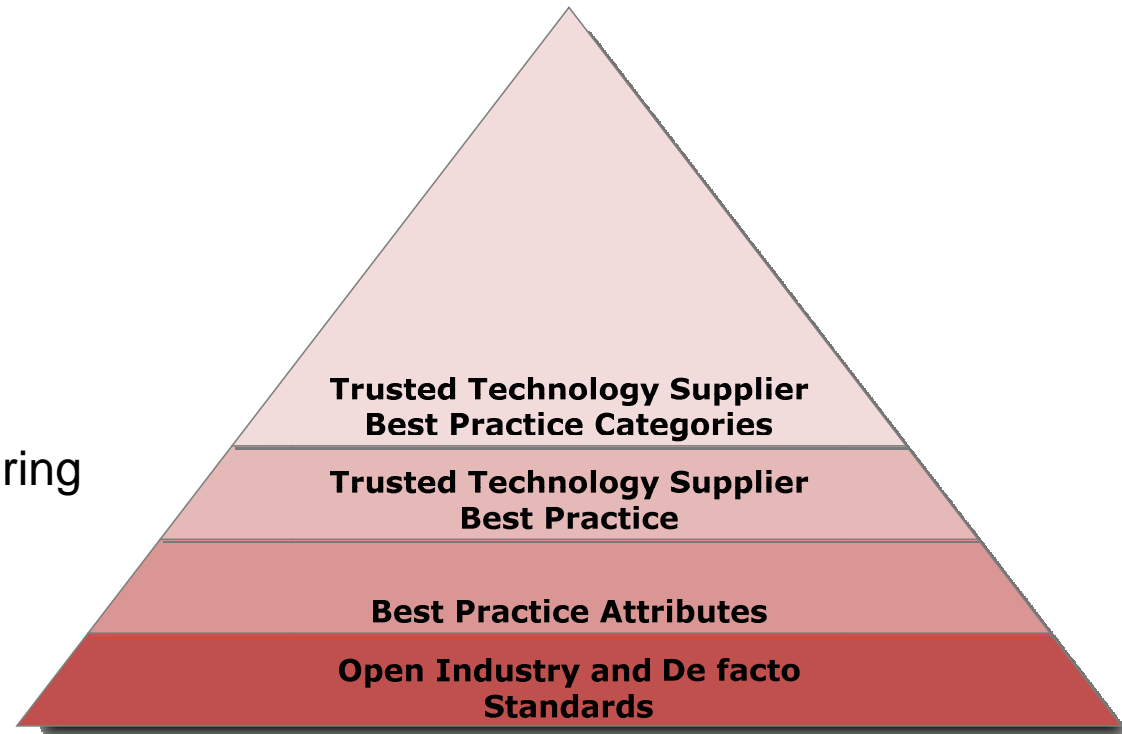 Trusted Technology Supplier
Best Practice Categories
ring
Trusted Technology Supplier
Best Practice
Best Practice Attributes
Open Industry and De facto
Standards